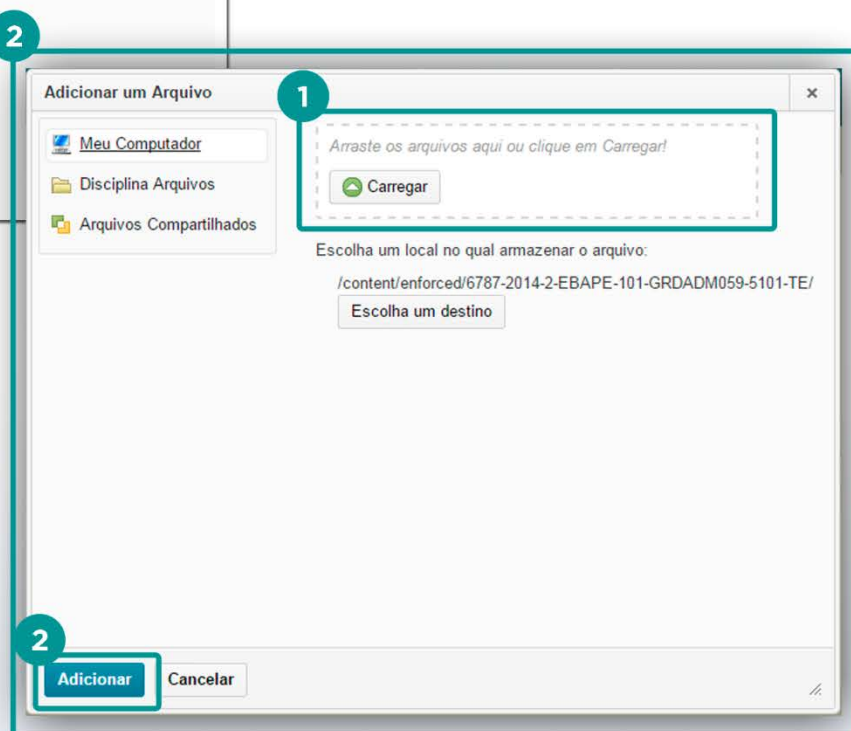 2
Adicionar um Arquivo
1
Meu Computador
Disciplina Arquivos
Arquivos Compartilhados
Arraste os arquivos aqui ou clique em Carregar!
Carregar
Escolha um local no qual armazenar o arquivo:
/content/enforced/6787-2014-2-EBAPE-101-GRDADM059-5101-TE/
Escolha um destino
2
Adicionar
Cancelar